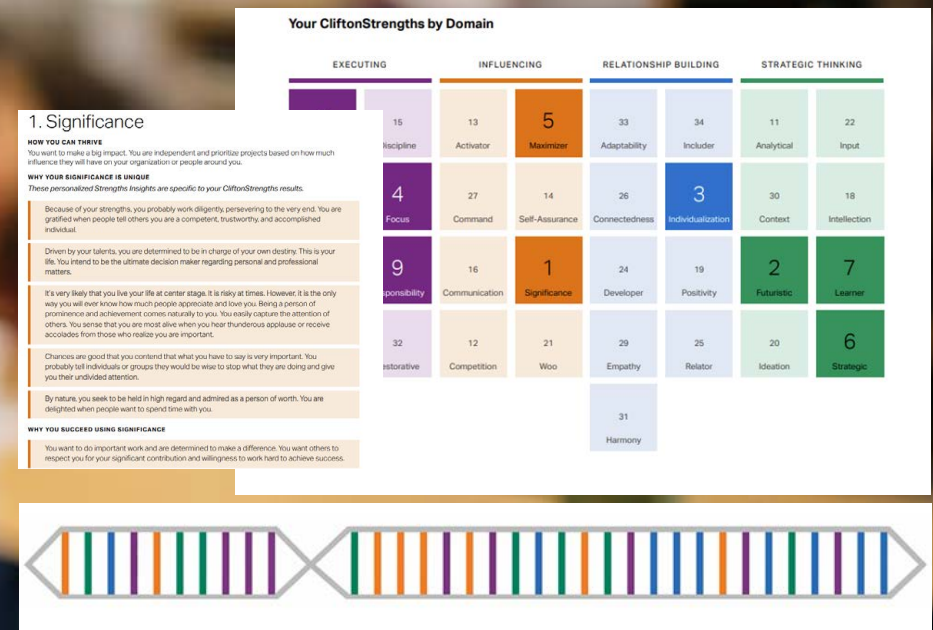 Your CliftonStrengths by Domain
EXECUTING
INFLUENCING
RELATIONSHIP BUILDING
STRATEGIC THINKING
15
13
5
33
34
11
22
Activator
Maximizer
Adaptability
Includer
Analytical
Input
4
27
14
26
3
30
18
Focus
Command
Self-Assurance
Connectedness
Individualization
Context
Intellection
9
16
1
24
19
2
7
Communication
Significance
Developer
Positivity
Futuristic
Learner
32
12
21
29
25
20
6
Competition
Woo
Empathy
Relator
Ideation
Strategic
31
Harmony
1. Significance
HOW YOU CAN THRIVE
You want to make a big impact. You are independent and prioritize projects based on how much
influence they will have on your organization or people around you.
WHY YOUR SIGNIFICANCE IS UNIQUE
These personalized Strengths Insights are specific to your CliftonStrengths results.
Because of your strengths, you probably work diligently, persevering to the very end. You are
gratified when people tell others you are a competent, trustworthy, and accomplished
individual.
Driven by your talents, you are determined to be in charge of your own destiny. This is your
life. You intend to be the ultimate decision maker regarding personal and professional
matters.
It's very likely that you live your life at center stage. It is risky at times. However, it is the only
way you will ever know how much people appreciate and love you. Being a person of
prominence and achievement comes naturally to you. You easily capture the attention of
others. You sense that you are most alive when you hear thunderous applause or receive
accolades from those who realize you are important.
Chances are good that you contend that what you have to say is very important. You
probably tell individuals or groups they would be wise to stop what they are doing and give
you their undivided attention.
By nature, you seek to be held in high regard and admired as a person of worth. You are
delighted when people want to spend time with you.
WHY YOU SUCCEED USING SIGNIFICANCE
You want to do important work and are determined to make a difference. You want others to
respect you for your significant contribution and willingness to work hard to achieve success.